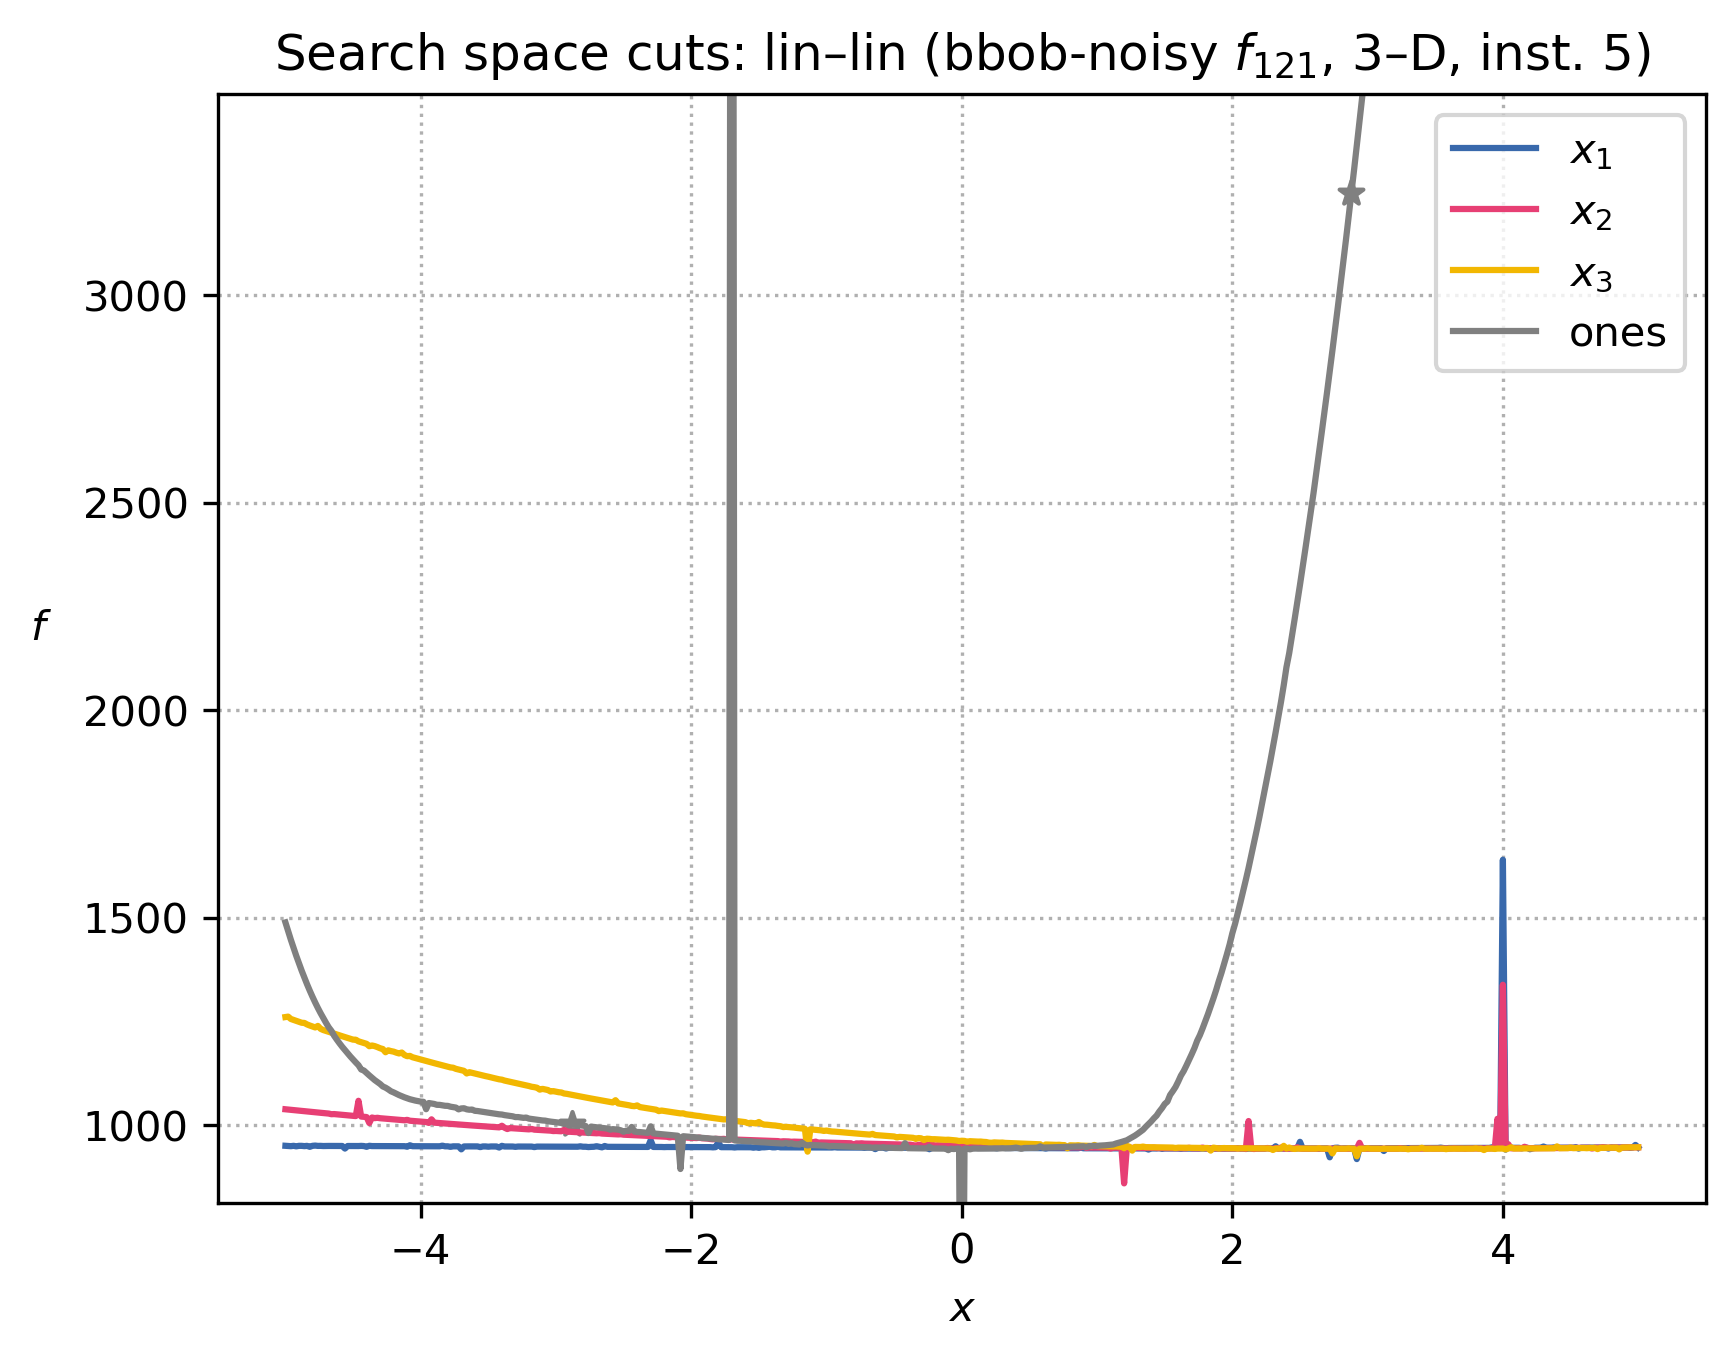 Search space cuts: lin–lin (bbob-noisy f₁₂₁, 3–D, inst. 5)
x₁
x₂
x₃
ones
3000
2500
2000
1500
1000
f
−4
−2
0
2
4
x